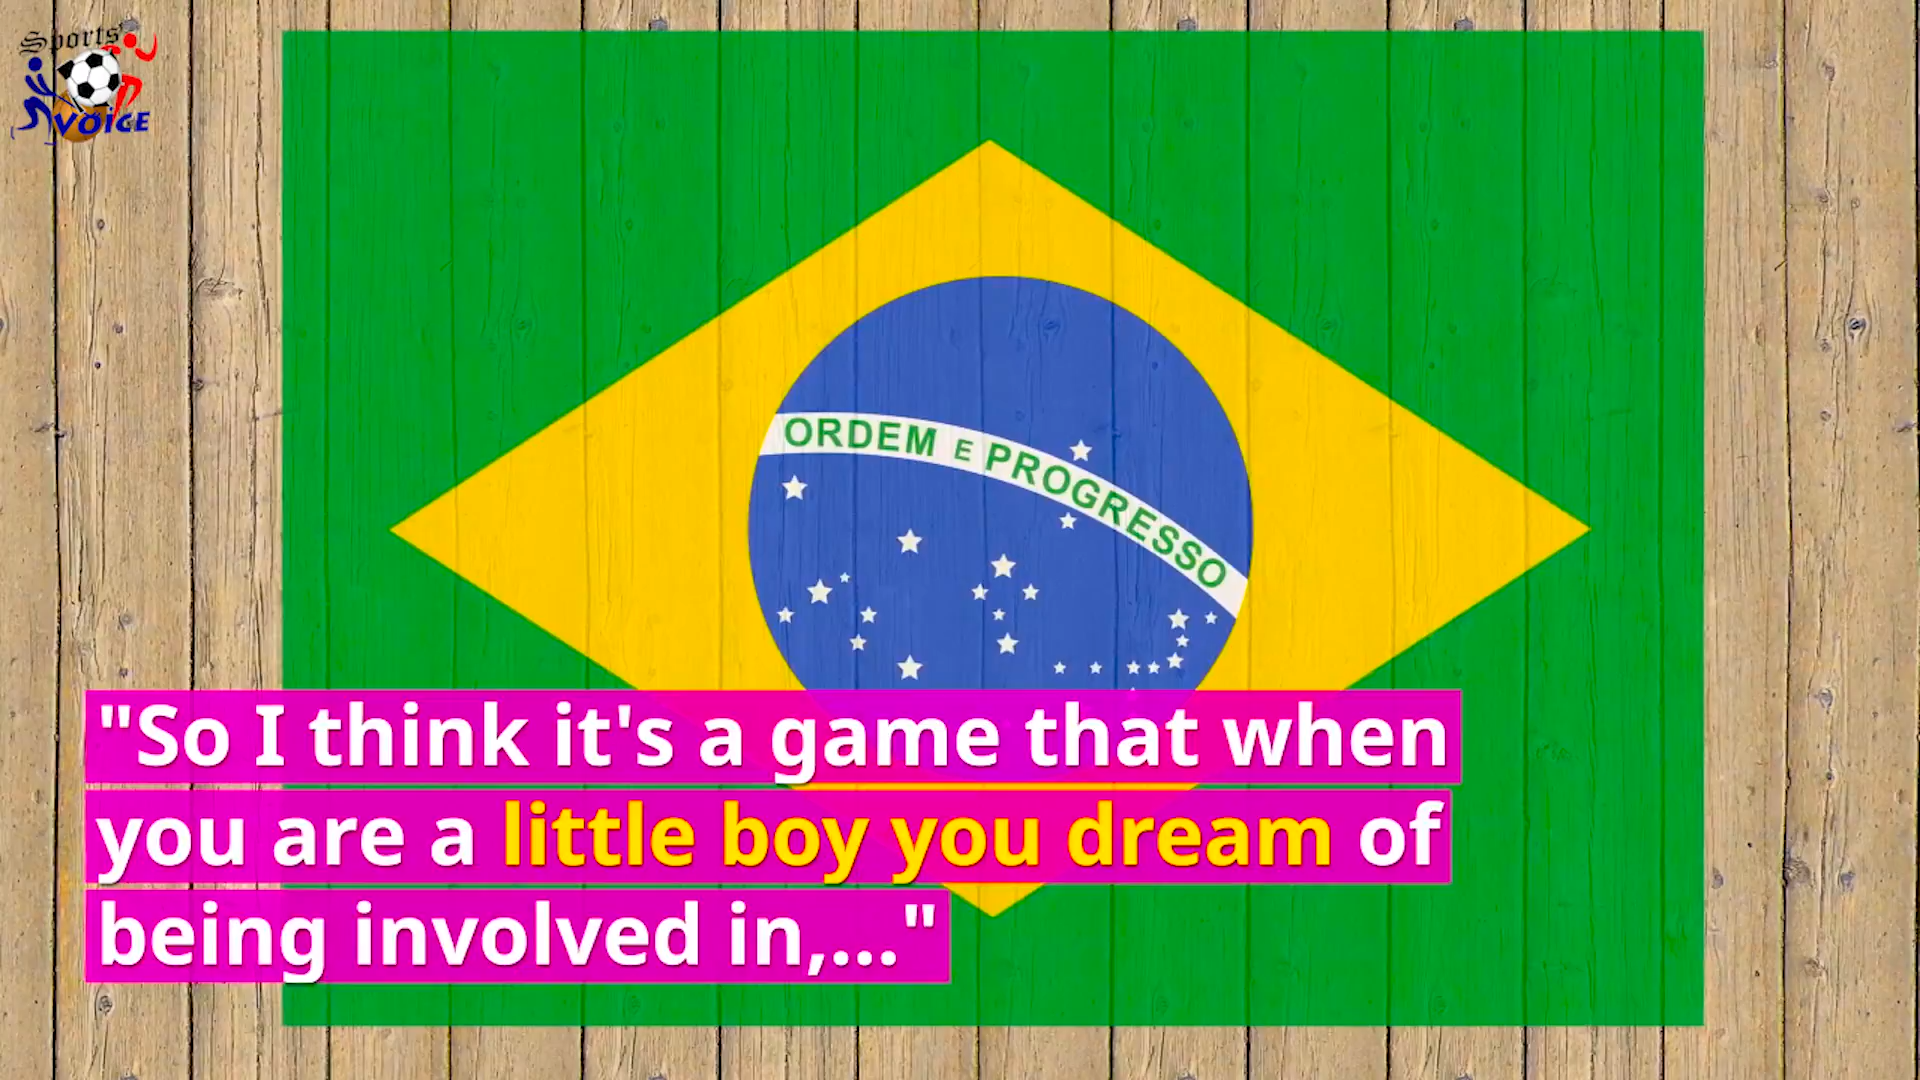 Sports
VOICE
ORDEM E PROGRESSO
"So I think it's a game that when
you are a little boy you dream of
being involved in,..."